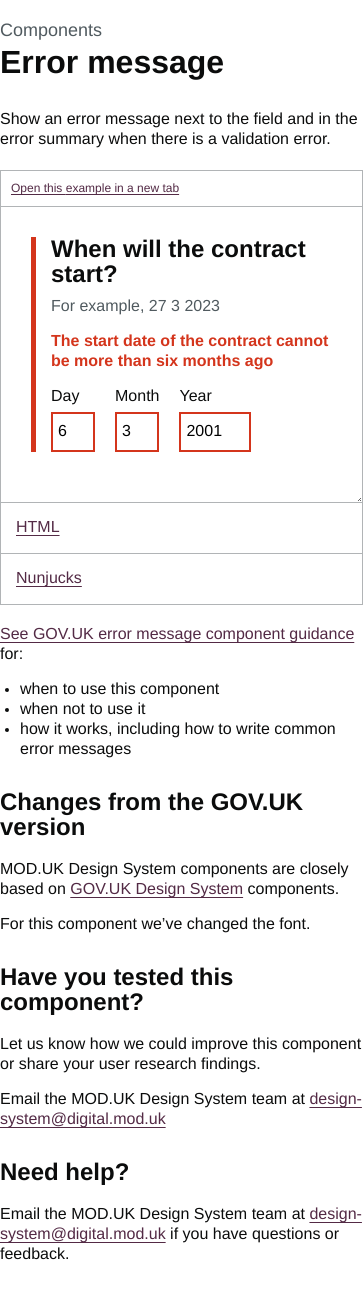 Components
Error message
Show an error message next to the field and in the
error summary when there is a validation error.
Open this example in a new tab
When will the contract
start?
For example, 27 3 2023
The start date of the contract cannot
be more than six months ago
Day Month Year
6 3 2001
HTML
Nunjucks
See GOV.UK error message component guidance
for:
• when to use this component
• when not to use it
• how it works, including how to write common
error messages
Changes from the GOV.UK
version
MOD.UK Design System components are closely
based on GOV.UK Design System components.
For this component we’ve changed the font.
Have you tested this
component?
Let us know how we could improve this component
or share your user research findings.
Email the MOD.UK Design System team at design-
system@digital.mod.uk
Need help?
Email the MOD.UK Design System team at design-
system@digital.mod.uk if you have questions or
feedback.